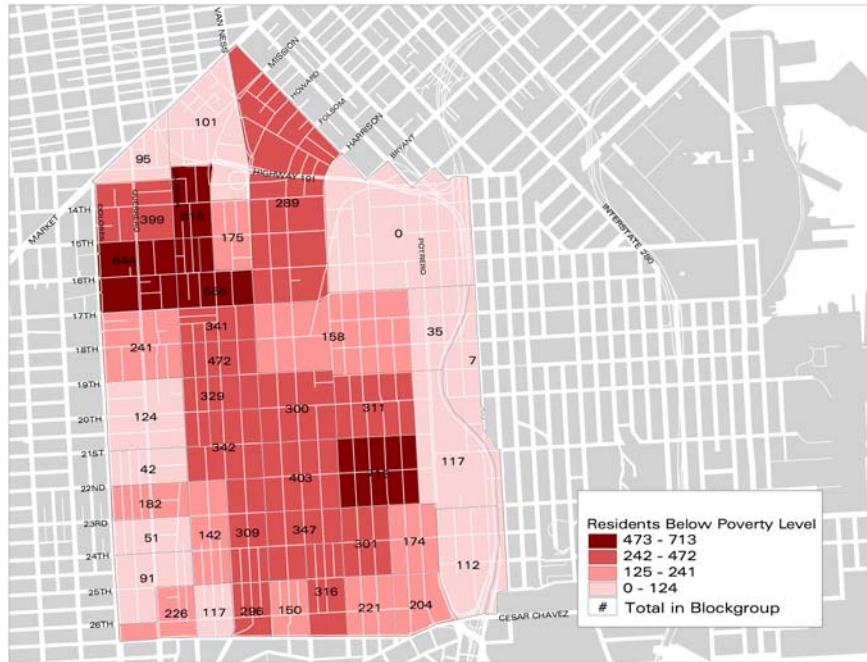 VAN NESS
MISSION
HOWARD
FOLSOM
HARRISON
BRYANT
101
95
HIGHWAY 101
MARKET
DOLORES
GUERRERO
14TH
399
289
175
0
POTRERO
INTERSTATE 280
15TH
644
16TH
17TH
341
158
35
241
18TH
472
7
19TH
329
300
311
124
20TH
21ST
342
42
403
117
22ND
182
23RD
51
142
309
347
301
174
24TH
91
112
25TH
226
117
296
150
316
221
204
26TH
CESAR CHAVEZ
Residents Below Poverty Level
473 - 713
242 - 472
125 - 241
0 - 124
# Total in Blockgroup